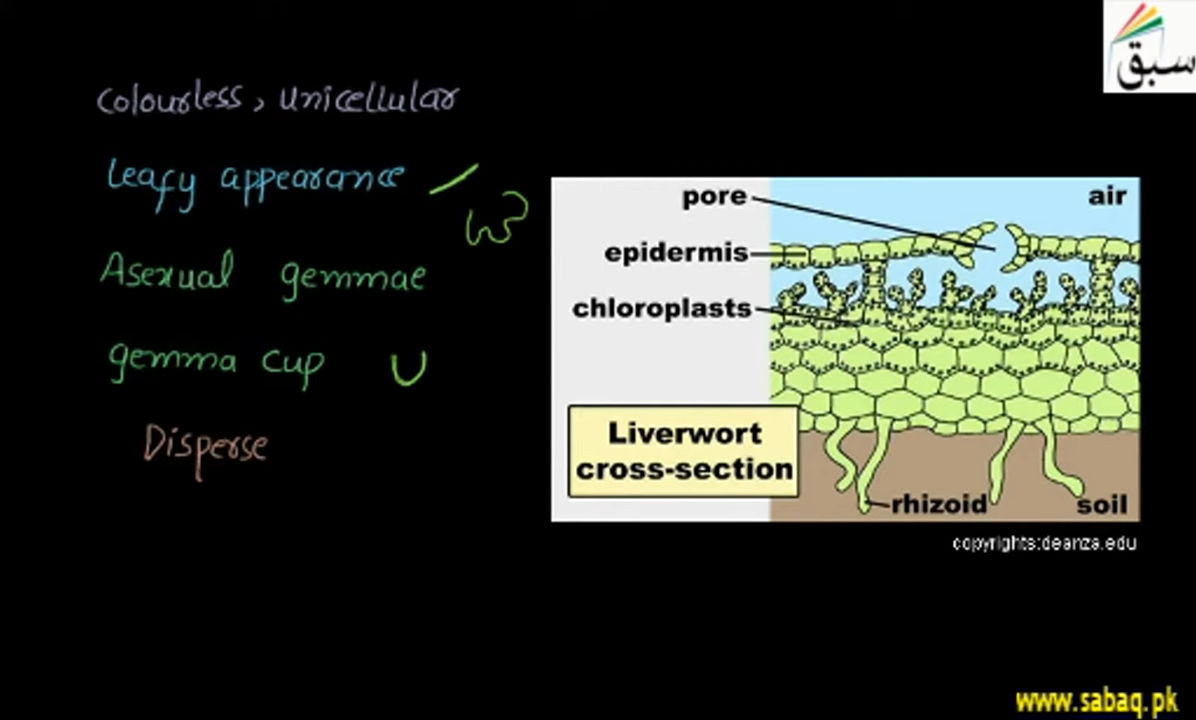 سبق
Colourless, unicellular
Leafy appearance
Asexual gemmae
gemma cup
Disperse
pore
air
epidermis
chloroplasts
Liverwort
cross-section
rhizoid
soil
copyrights:deanza.edu
www.sabaq.pk